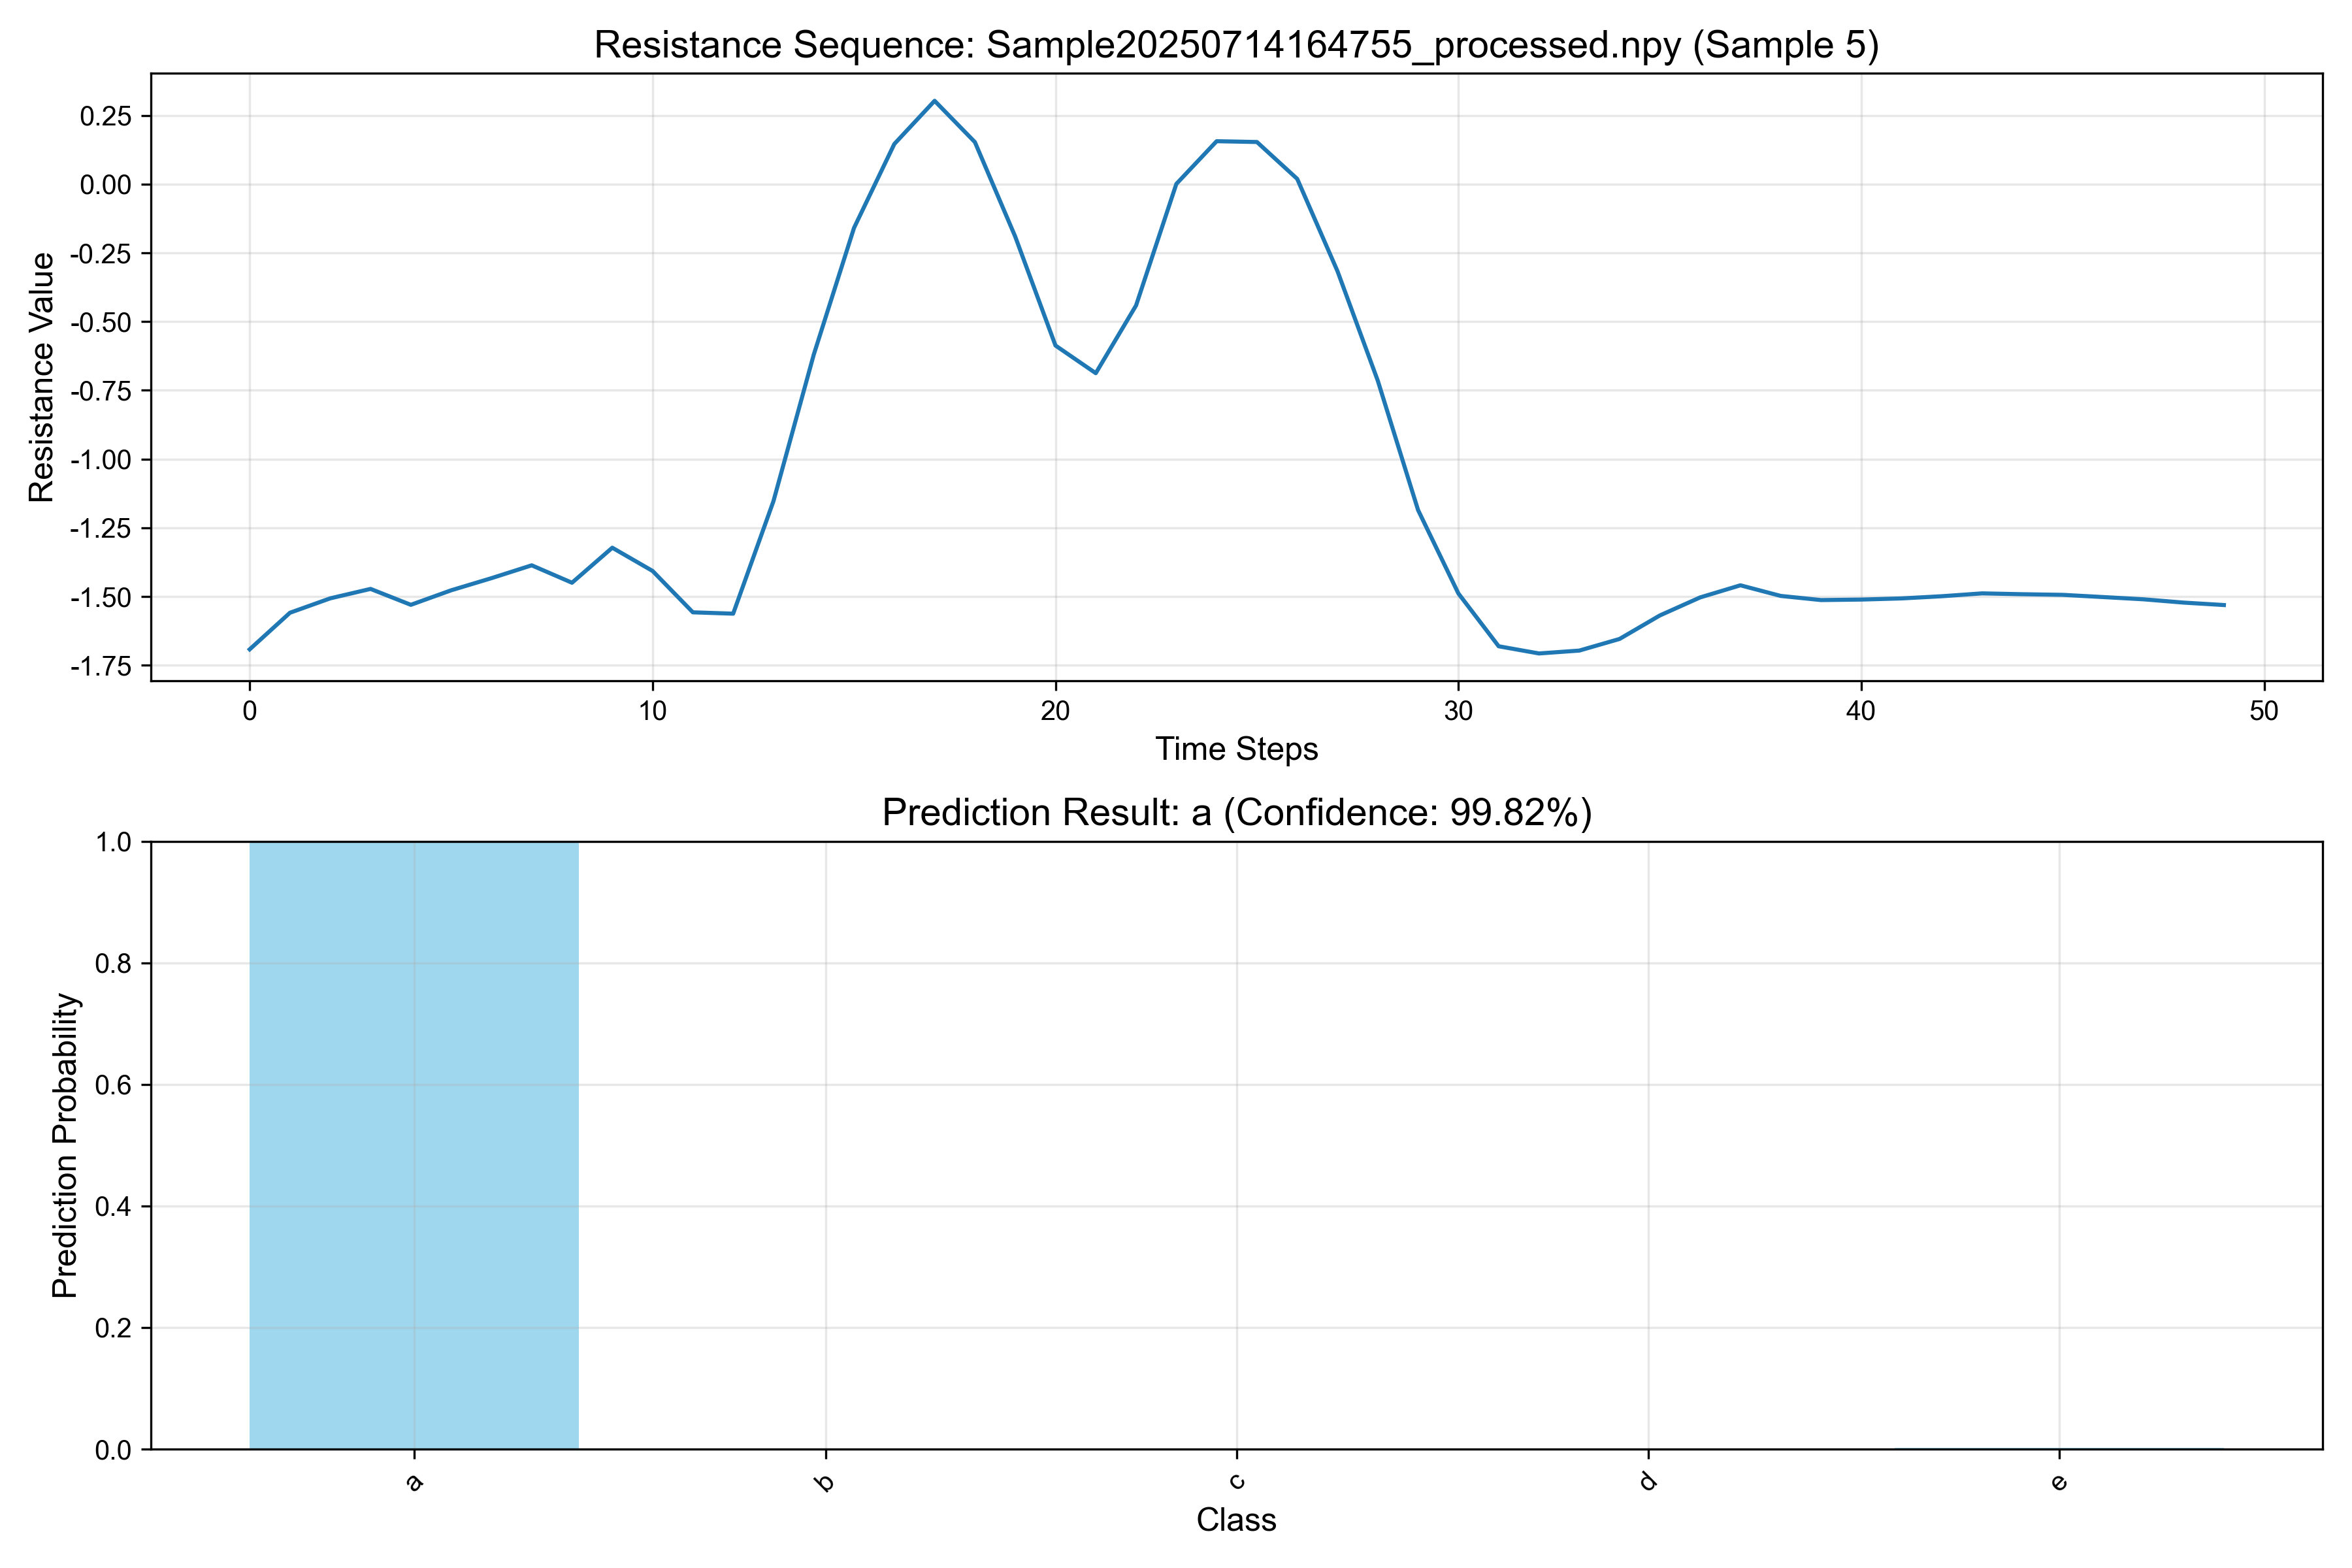 Resistance Sequence: Sample20250714164755_processed.npy (Sample 5)
Resistance Value
0.25
0.00
-0.25
-0.50
-0.75
-1.00
-1.25
-1.50
-1.75
0 10 20 30 40 50
Time Steps
Prediction Result: a (Confidence: 99.82%)
Prediction Probability
1.0
0.8
0.6
0.4
0.2
0.0
a b c d e
Class